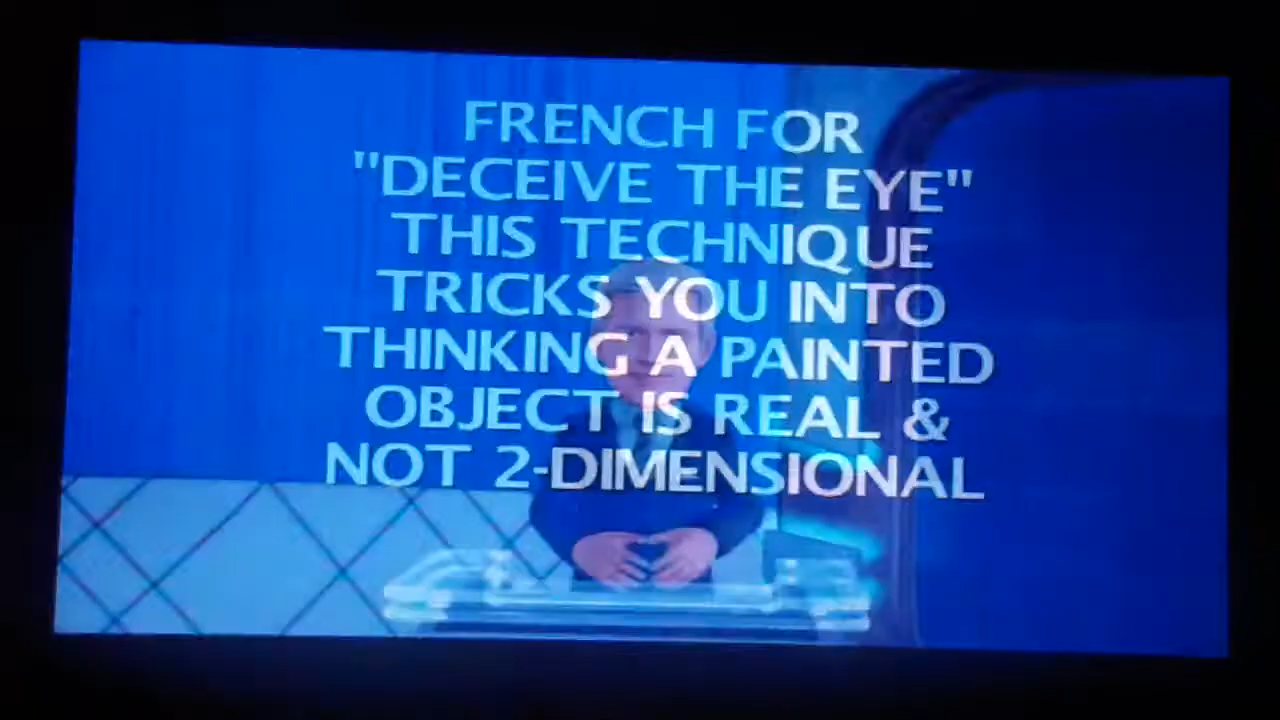 FRENCH FOR
"DECEIVE THE EYE"
THIS TECHNIQUE
TRICKS YOU INTO
THINKING A PAINTED
OBJECT IS REAL &
NOT 2-DIMENSIONAL